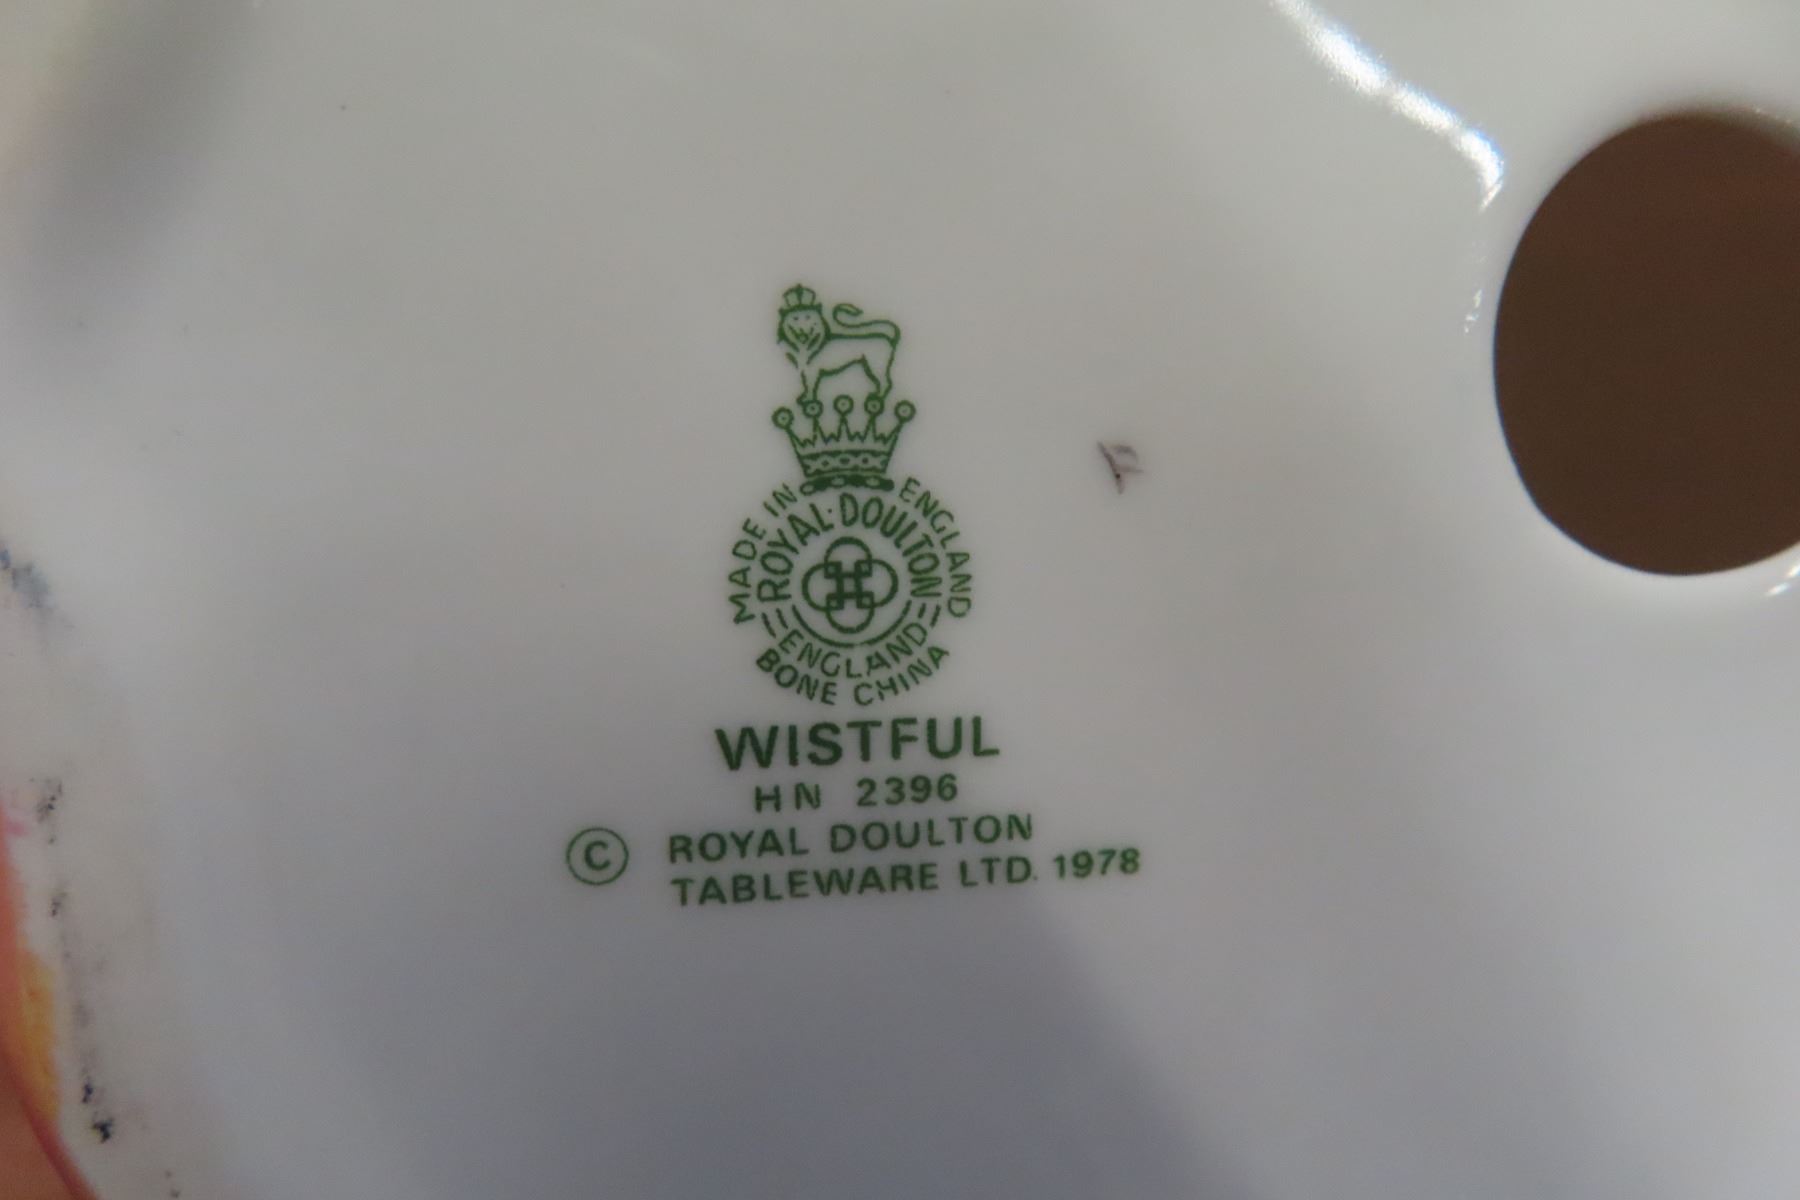 MADE IN ENGLAND
ROYAL·DOULTON
ENGLAND
BONE CHINA
WISTFUL
HN 2396
© ROYAL DOULTON
TABLEWARE LTD. 1978